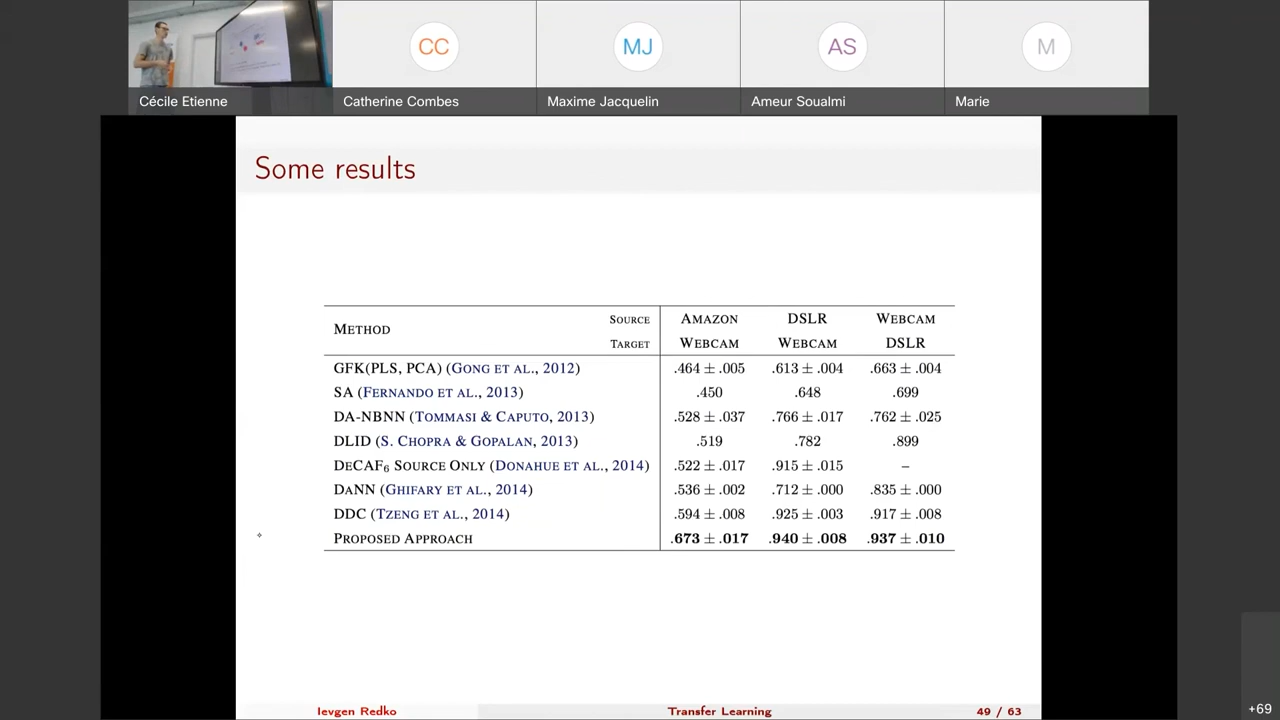 CC
MJ
AS
M
Cécile Etienne
Catherine Combes
Maxime Jacquelin
Ameur Soualmi
Marie
Some results
METHOD SOURCE AMAZON DSLR WEBCAM
TARGET WEBCAM WEBCAM DSLR
GFK(PLS, PCA) (GONG ET AL., 2012) .464 ± .005 .613 ± .004 .663 ± .004
SA (FERNANDO ET AL., 2013) .450 .648 .699
DA-NBNN (TOMMASI & CAPUTO, 2013) .528 ± .037 .766 ± .017 .762 ± .025
DLID (S. CHOPRA & GOPALAN, 2013) .519 .782 .899
DECAF₆ SOURCE ONLY (DONAHUE ET AL., 2014) .522 ± .017 .915 ± .015 –
DANN (GHIFARY ET AL., 2014) .536 ± .002 .712 ± .000 .835 ± .000
DDC (TZENG ET AL., 2014) .594 ± .008 .925 ± .003 .917 ± .008
PROPOSED APPROACH .673 ± .017 .940 ± .008 .937 ± .010
Ievgen Redko Transfer Learning 49 / 63
+69